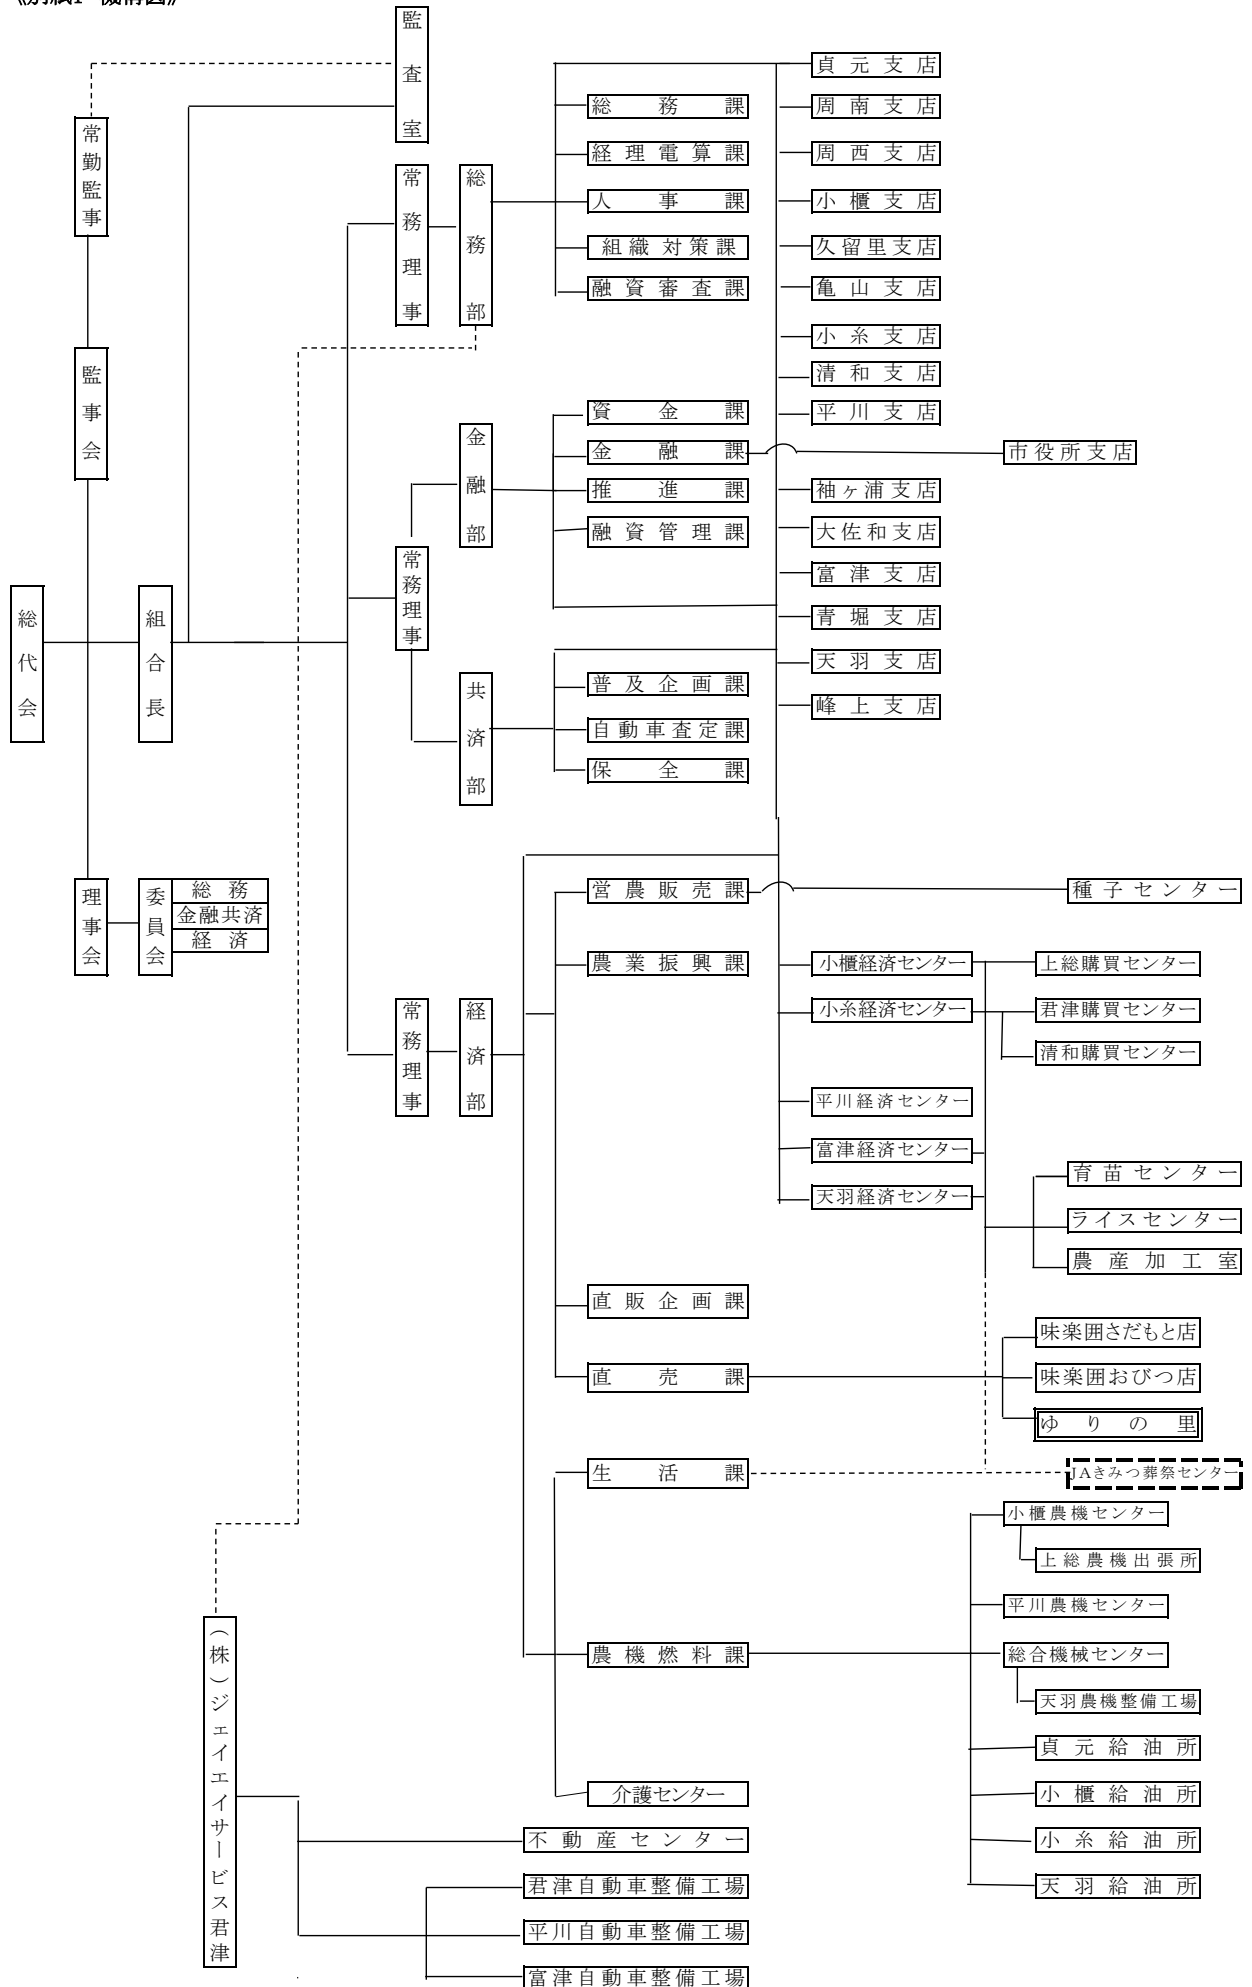 《別紙1 機構図》
監査室
常勤監事
監事会
総代会
組合長
理事会
委員会
総務
金融共済
経済
常務理事
総務部
総務課
経理電算課
人事課
組織対策課
融資審査課
常務理事
金融部
資金課
金融課
推進課
融資管理課
共済部
普及企画課
自動車査定課
保全課
貞元支店
周南支店
周西支店
小櫃支店
久留里支店
亀山支店
小糸支店
清和支店
平川支店
市役所支店
袖ヶ浦支店
大佐和支店
富津支店
青堀支店
天羽支店
峰上支店
常務理事
経済部
営農販売課
種子センター
農業振興課
小櫃経済センター
上総購買センター
小糸経済センター
君津購買センター
清和購買センター
平川経済センター
富津経済センター
天羽経済センター
育苗センター
ライスセンター
農産加工室
直販企画課
直売課
味楽囲さだもと店
味楽囲おびつ店
ゆりの里
生活課
JAきみつ葬祭センター
農機燃料課
小櫃農機センター
上総農機出張所
平川農機センター
総合機械センター
天羽農機整備工場
貞元給油所
小櫃給油所
小糸給油所
天羽給油所
介護センター
(株)ジェイエイサービス君津
不動産センター
君津自動車整備工場
平川自動車整備工場
富津自動車整備工場